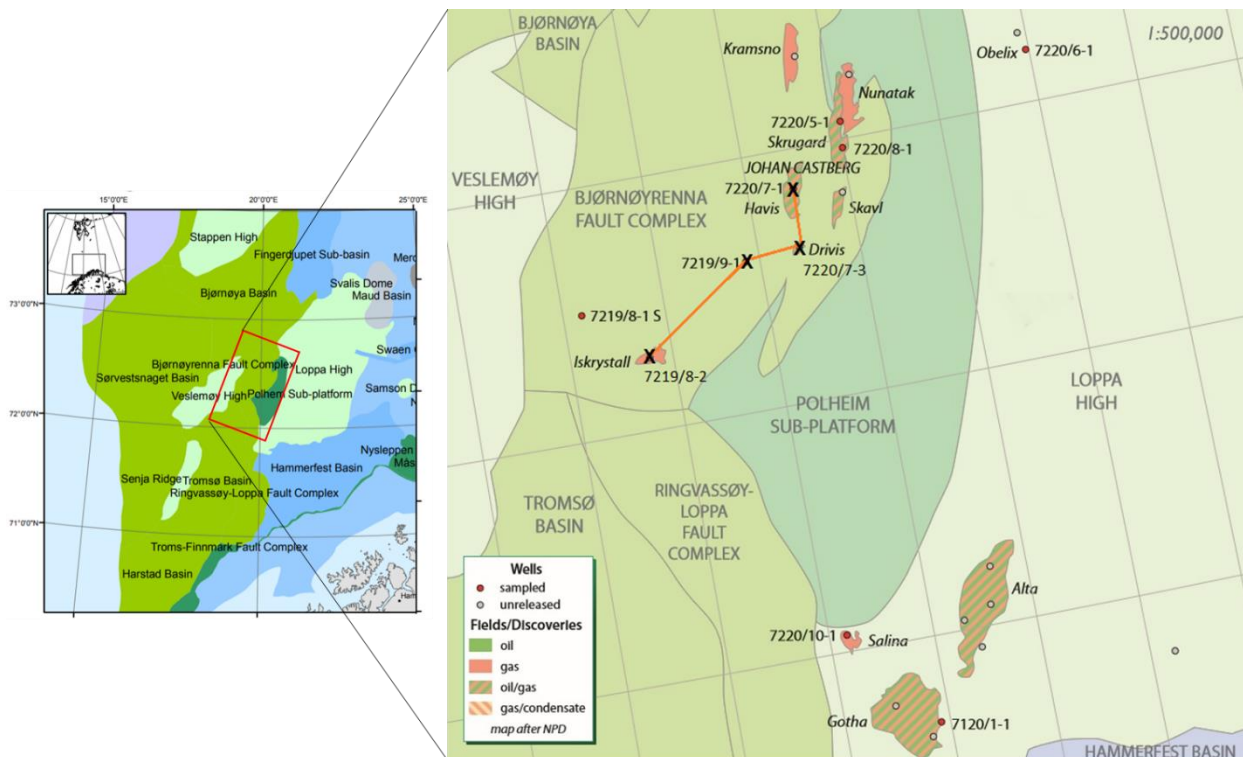 15°0'0"E
20°0'0"E
25°0'0"E
73°0'0"N
72°0'0"N
71°0'0"N
Stappen High
Fingerdjupet Sub-basin
Bjørnøya Basin
Svalis Dome
Maud Basin
Bjørnøyrenna Fault Complex
Sørvestsnaget Basin
Loppa High
Veslemøy High
Polhem Sub-platform
Samson D
Hammerfest Basin
Nysleppen
Senja Ridge
Tromsø Basin
Ringvassøy-Loppa Fault Complex
Troms-Finnmark Fault Complex
Harstad Basin
BJØRNØYA
BASIN
Kramsno
Obelix
7220/6-1
1:500,000
Nunatak
7220/5-1
Skrugard
7220/8-1
JOHAN CASTBERG
7220/7-1
Havis
Skavl
VESLEMØY
HIGH
BJØRNØYRENNA
FAULT COMPLEX
7219/9-1
Drivis
7220/7-3
7219/8-1 S
Iskrystall
7219/8-2
POLHEIM
SUB-PLATFORM
LOPPA
HIGH
TROMSØ
BASIN
RINGVASSØY-
LOPPA
FAULT
COMPLEX
Alta
7220/10-1
Salina
Gotha
7120/1-1
HAMMERFEST BASIN
Wells
sampled
unreleased
Fields/Discoveries
oil
gas
oil/gas
gas/condensate
map after NPD